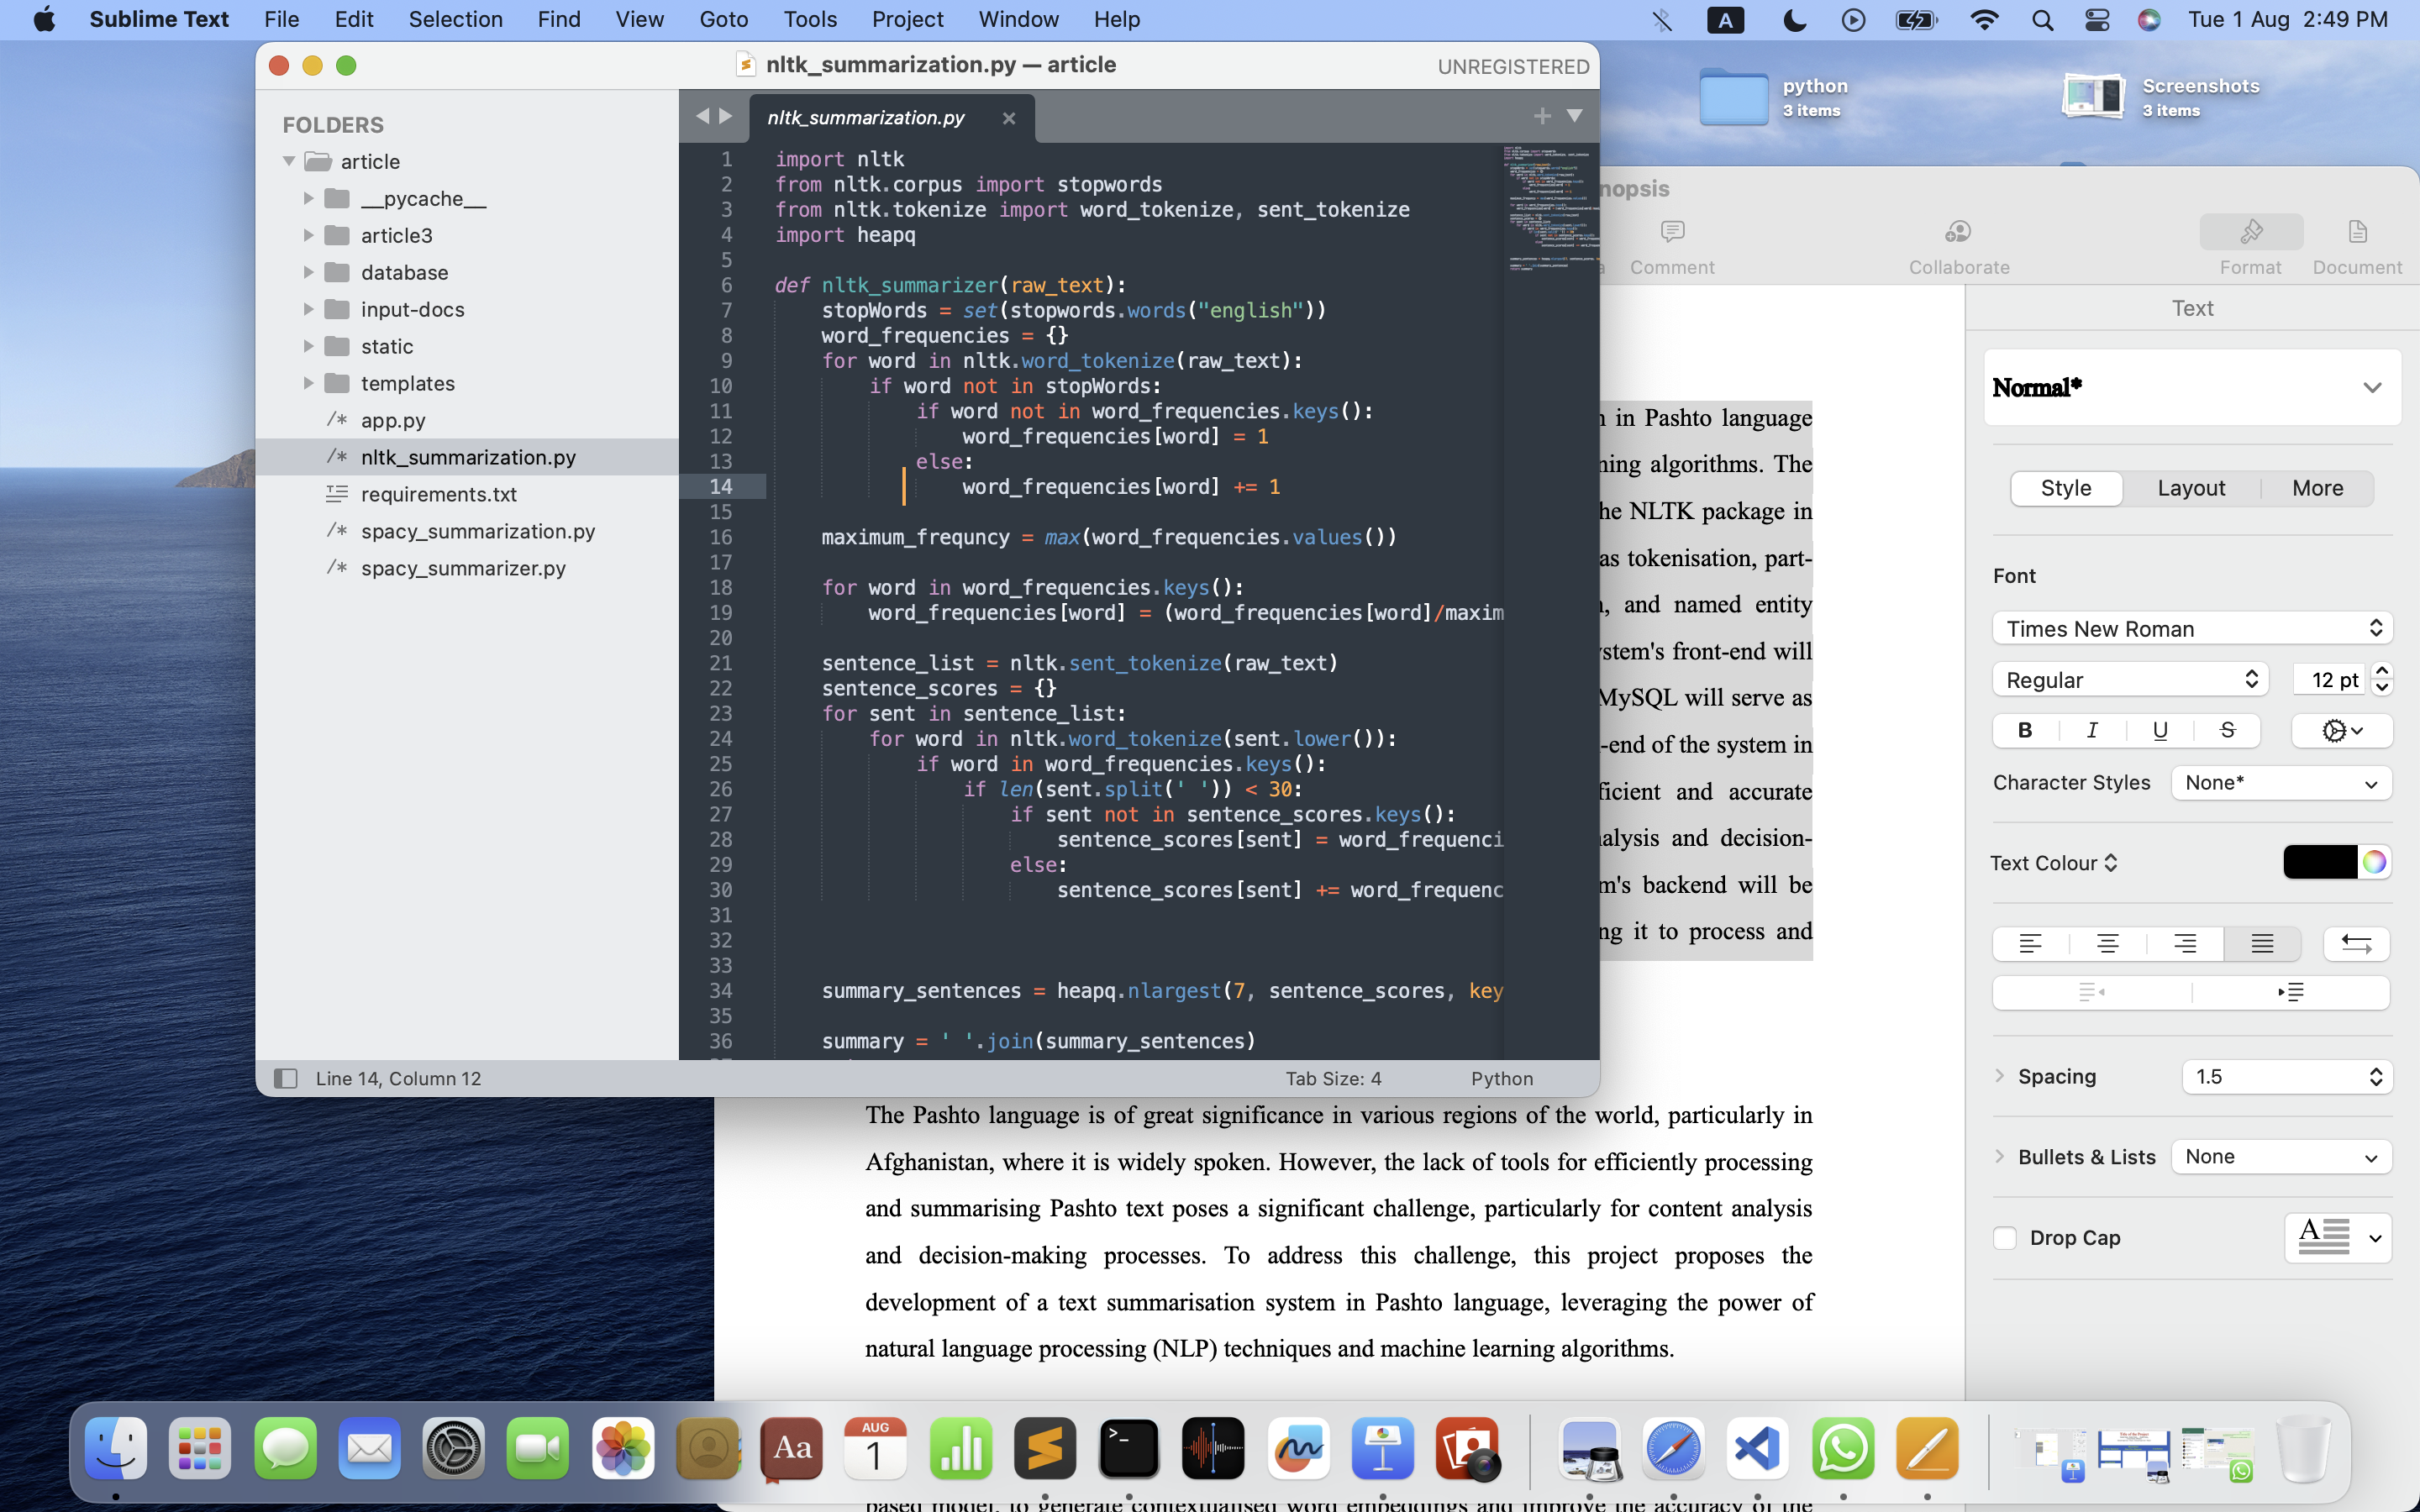 Sublime Text File Edit Selection Find View Goto Tools Project Window Help A Tue 1 Aug 2:49 PM
nltk_summarization.py — article UNREGISTERED
python
3 items
Screenshots
3 items
FOLDERS
article
__pycache__
article3
database
input-docs
static
templates
/* app.py
/* nltk_summarization.py
requirements.txt
/* spacy_summarization.py
/* spacy_summarizer.py
nltk_summarization.py
1 import nltk
2 from nltk.corpus import stopwords
3 from nltk.tokenize import word_tokenize, sent_tokenize
4 import heapq
5
6 def nltk_summarizer(raw_text):
7 stopWords = set(stopwords.words("english"))
8 word_frequencies = {}
9 for word in nltk.word_tokenize(raw_text):
10 if word not in stopWords:
11 if word not in word_frequencies.keys():
12 word_frequencies[word] = 1
13 else:
14 word_frequencies[word] += 1
15
16 maximum_frequncy = max(word_frequencies.values())
17
18 for word in word_frequencies.keys():
19 word_frequencies[word] = (word_frequencies[word]/maxim
20
21 sentence_list = nltk.sent_tokenize(raw_text)
22 sentence_scores = {}
23 for sent in sentence_list:
24 for word in nltk.word_tokenize(sent.lower()):
25 if word in word_frequencies.keys():
26 if len(sent.split(' ')) < 30:
27 if sent not in sentence_scores.keys():
28 sentence_scores[sent] = word_frequenci
29 else:
30 sentence_scores[sent] += word_frequenc
31
32
33
34 summary_sentences = heapq.nlargest(7, sentence_scores, key
35
36 summary = ' '.join(summary_sentences)
Line 14, Column 12 Tab Size: 4 Python
nopsis
Comment Collaborate Format Document
in Pashto language
ning algorithms. The
he NLTK package in
as tokenisation, part-
, and named entity
ystem's front-end will
MySQL will serve as
-end of the system in
ficient and accurate
nalysis and decision-
m's backend will be
ng it to process and
The Pashto language is of great significance in various regions of the world, particularly in
Afghanistan, where it is widely spoken. However, the lack of tools for efficiently processing
and summarising Pashto text poses a significant challenge, particularly for content analysis
and decision-making processes. To address this challenge, this project proposes the
development of a text summarisation system in Pashto language, leveraging the power of
natural language processing (NLP) techniques and machine learning algorithms.
based model, to generate contextualised word embeddings and improve the accuracy of the
Text
Normal*
Style Layout More
Font
Times New Roman
Regular 12 pt
B I U S
Character Styles None*
Text Colour
Spacing 1.5
Bullets & Lists None
Drop Cap A
Aa
AUG
1
>_